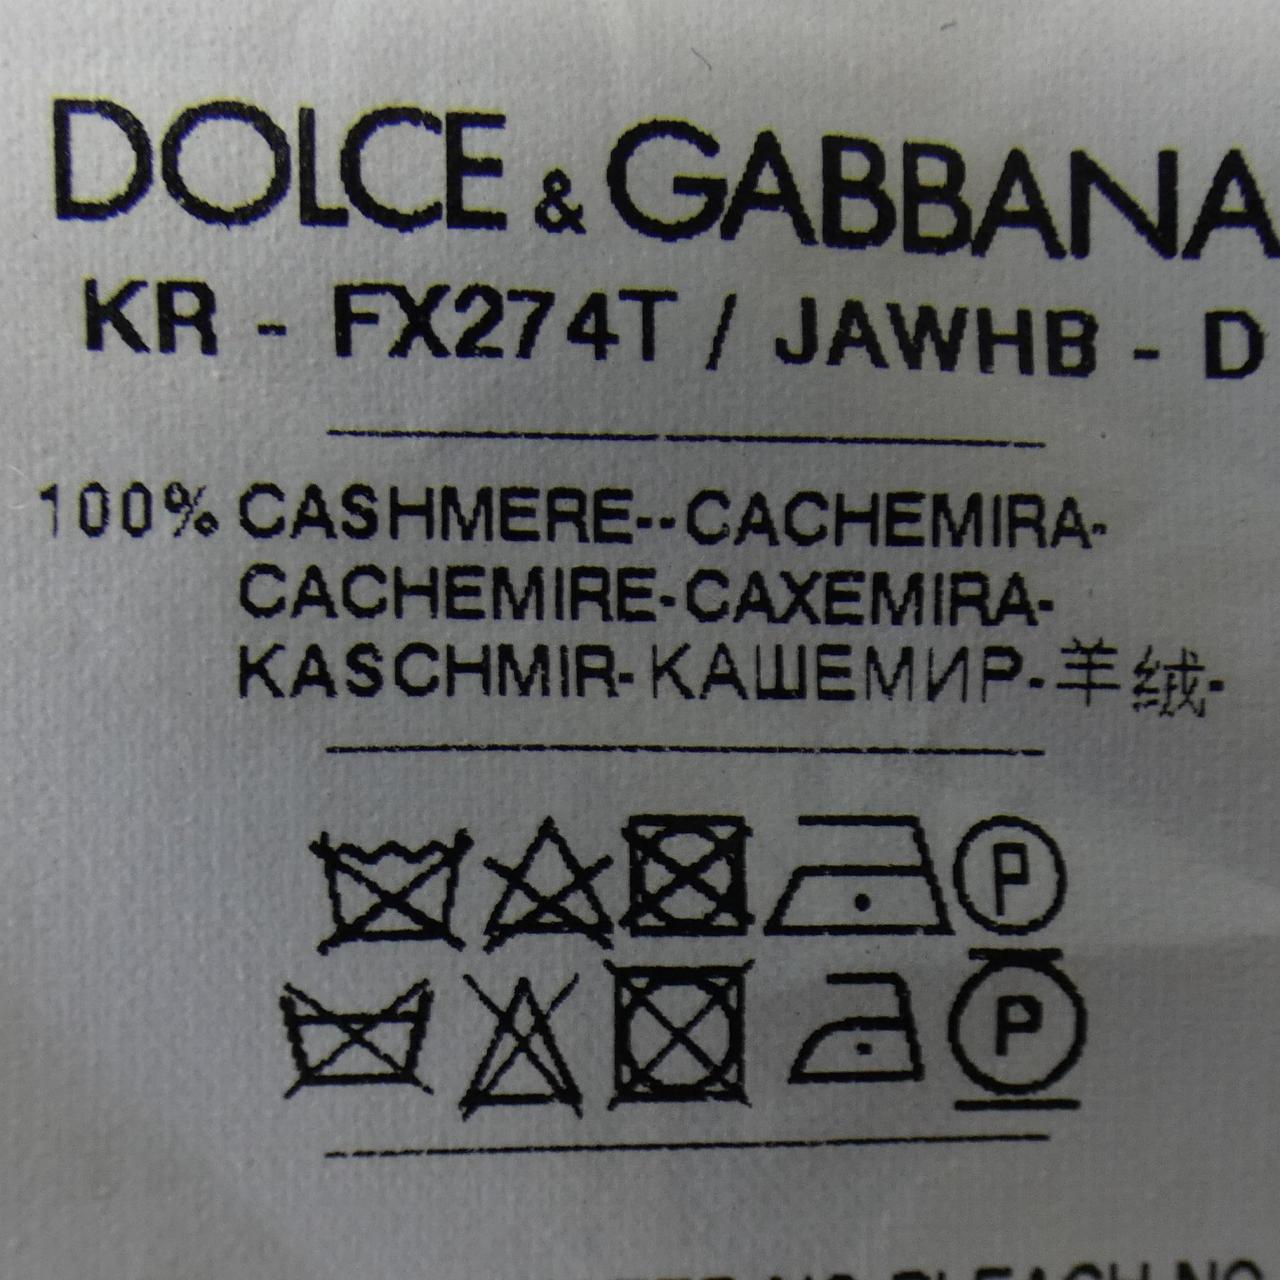 DOLCE & GABBANA
KR - FX274T / JAWHB - D
100% CASHMERE--CACHEMIRA-
CACHEMIRE-CAXEMIRA-
KASCHMIR-КАШЕМИР-羊绒-
P
P